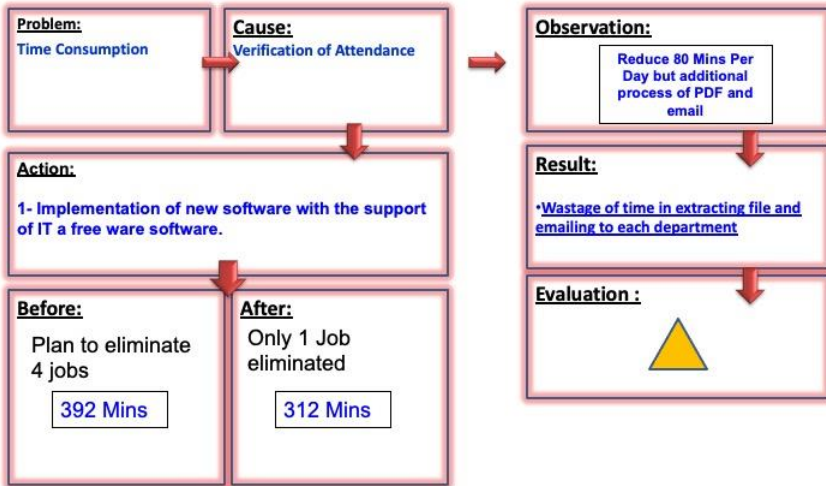 Problem:
Time Consumption
Cause:
Verification of Attendance
Action:
1- Implementation of new software with the support
of IT a free ware software.
Before:
Plan to eliminate
4 jobs
392 Mins
After:
Only 1 Job
eliminated
312 Mins
Observation:
Reduce 80 Mins Per
Day but additional
process of PDF and
email
Result:
•Wastage of time in extracting file and
emailing to each department
Evaluation :